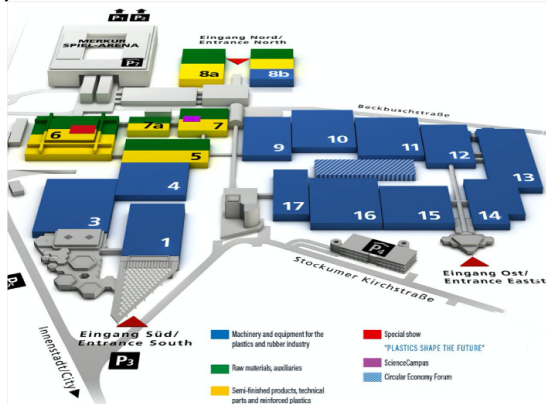 P₁ P₂
MERKUR
SPIEL-ARENA
P₂
Eingang Nord/
Entrance North
8a
8b
Beckbuschstraße
6
7a
7
5
9
10
11
12
13
4
3
1
17
16
15
14
P₄
Stockumer Kirchstraße
Eingang Ost/
Entrance East
Eingang Süd/
Entrance South
P₃
Innenstadt/City
Machinery and equipment for the
plastics and rubber industry
Raw materials, auxiliaries
Semi-finished products, technical
parts and reinforced plastics
Special show
"PLASTICS SHAPE THE FUTURE"
ScienceCampus
Circular Economy Forum